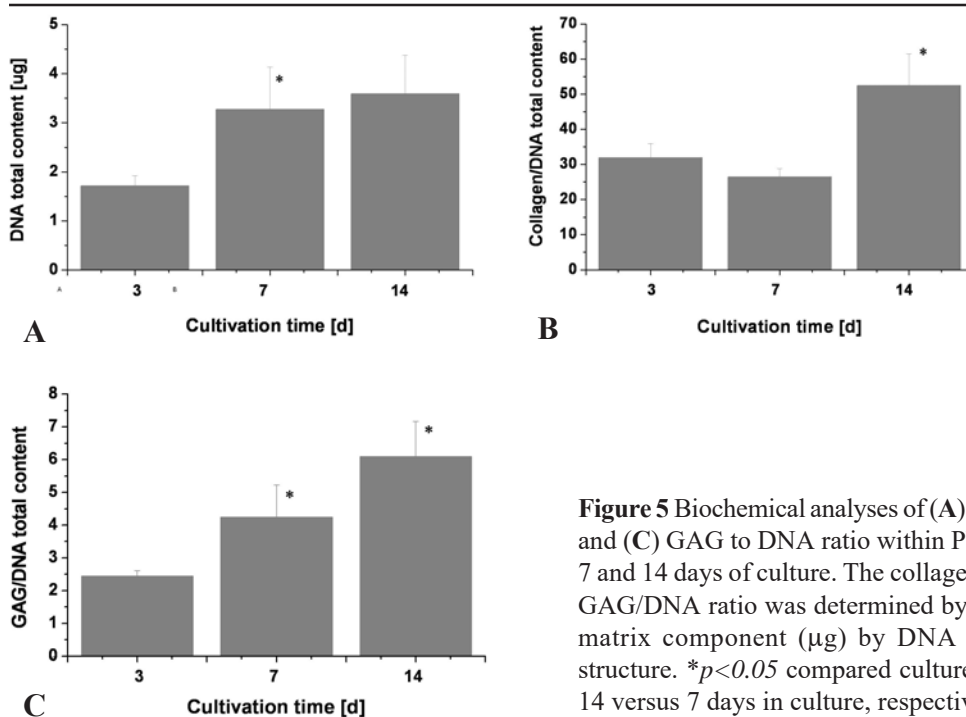 DNA total content [ug]
5
4
3
2
1
0
*
3
7
14
Cultivation time [d]
A
Collagen/DNA total content
70
60
50
40
30
20
10
0
*
3
7
14
Cultivation time [d]
B
GAG/DNA total content
8
7
6
5
4
3
2
1
0
*
*
3
7
14
Cultivation time [d]
C
Figure 5 Biochemical analyses of (A)
and (C) GAG to DNA ratio within P
7 and 14 days of culture. The collage
GAG/DNA ratio was determined by
matrix component (µg) by DNA
structure. *p<0.05 compared culture
14 versus 7 days in culture, respectiv